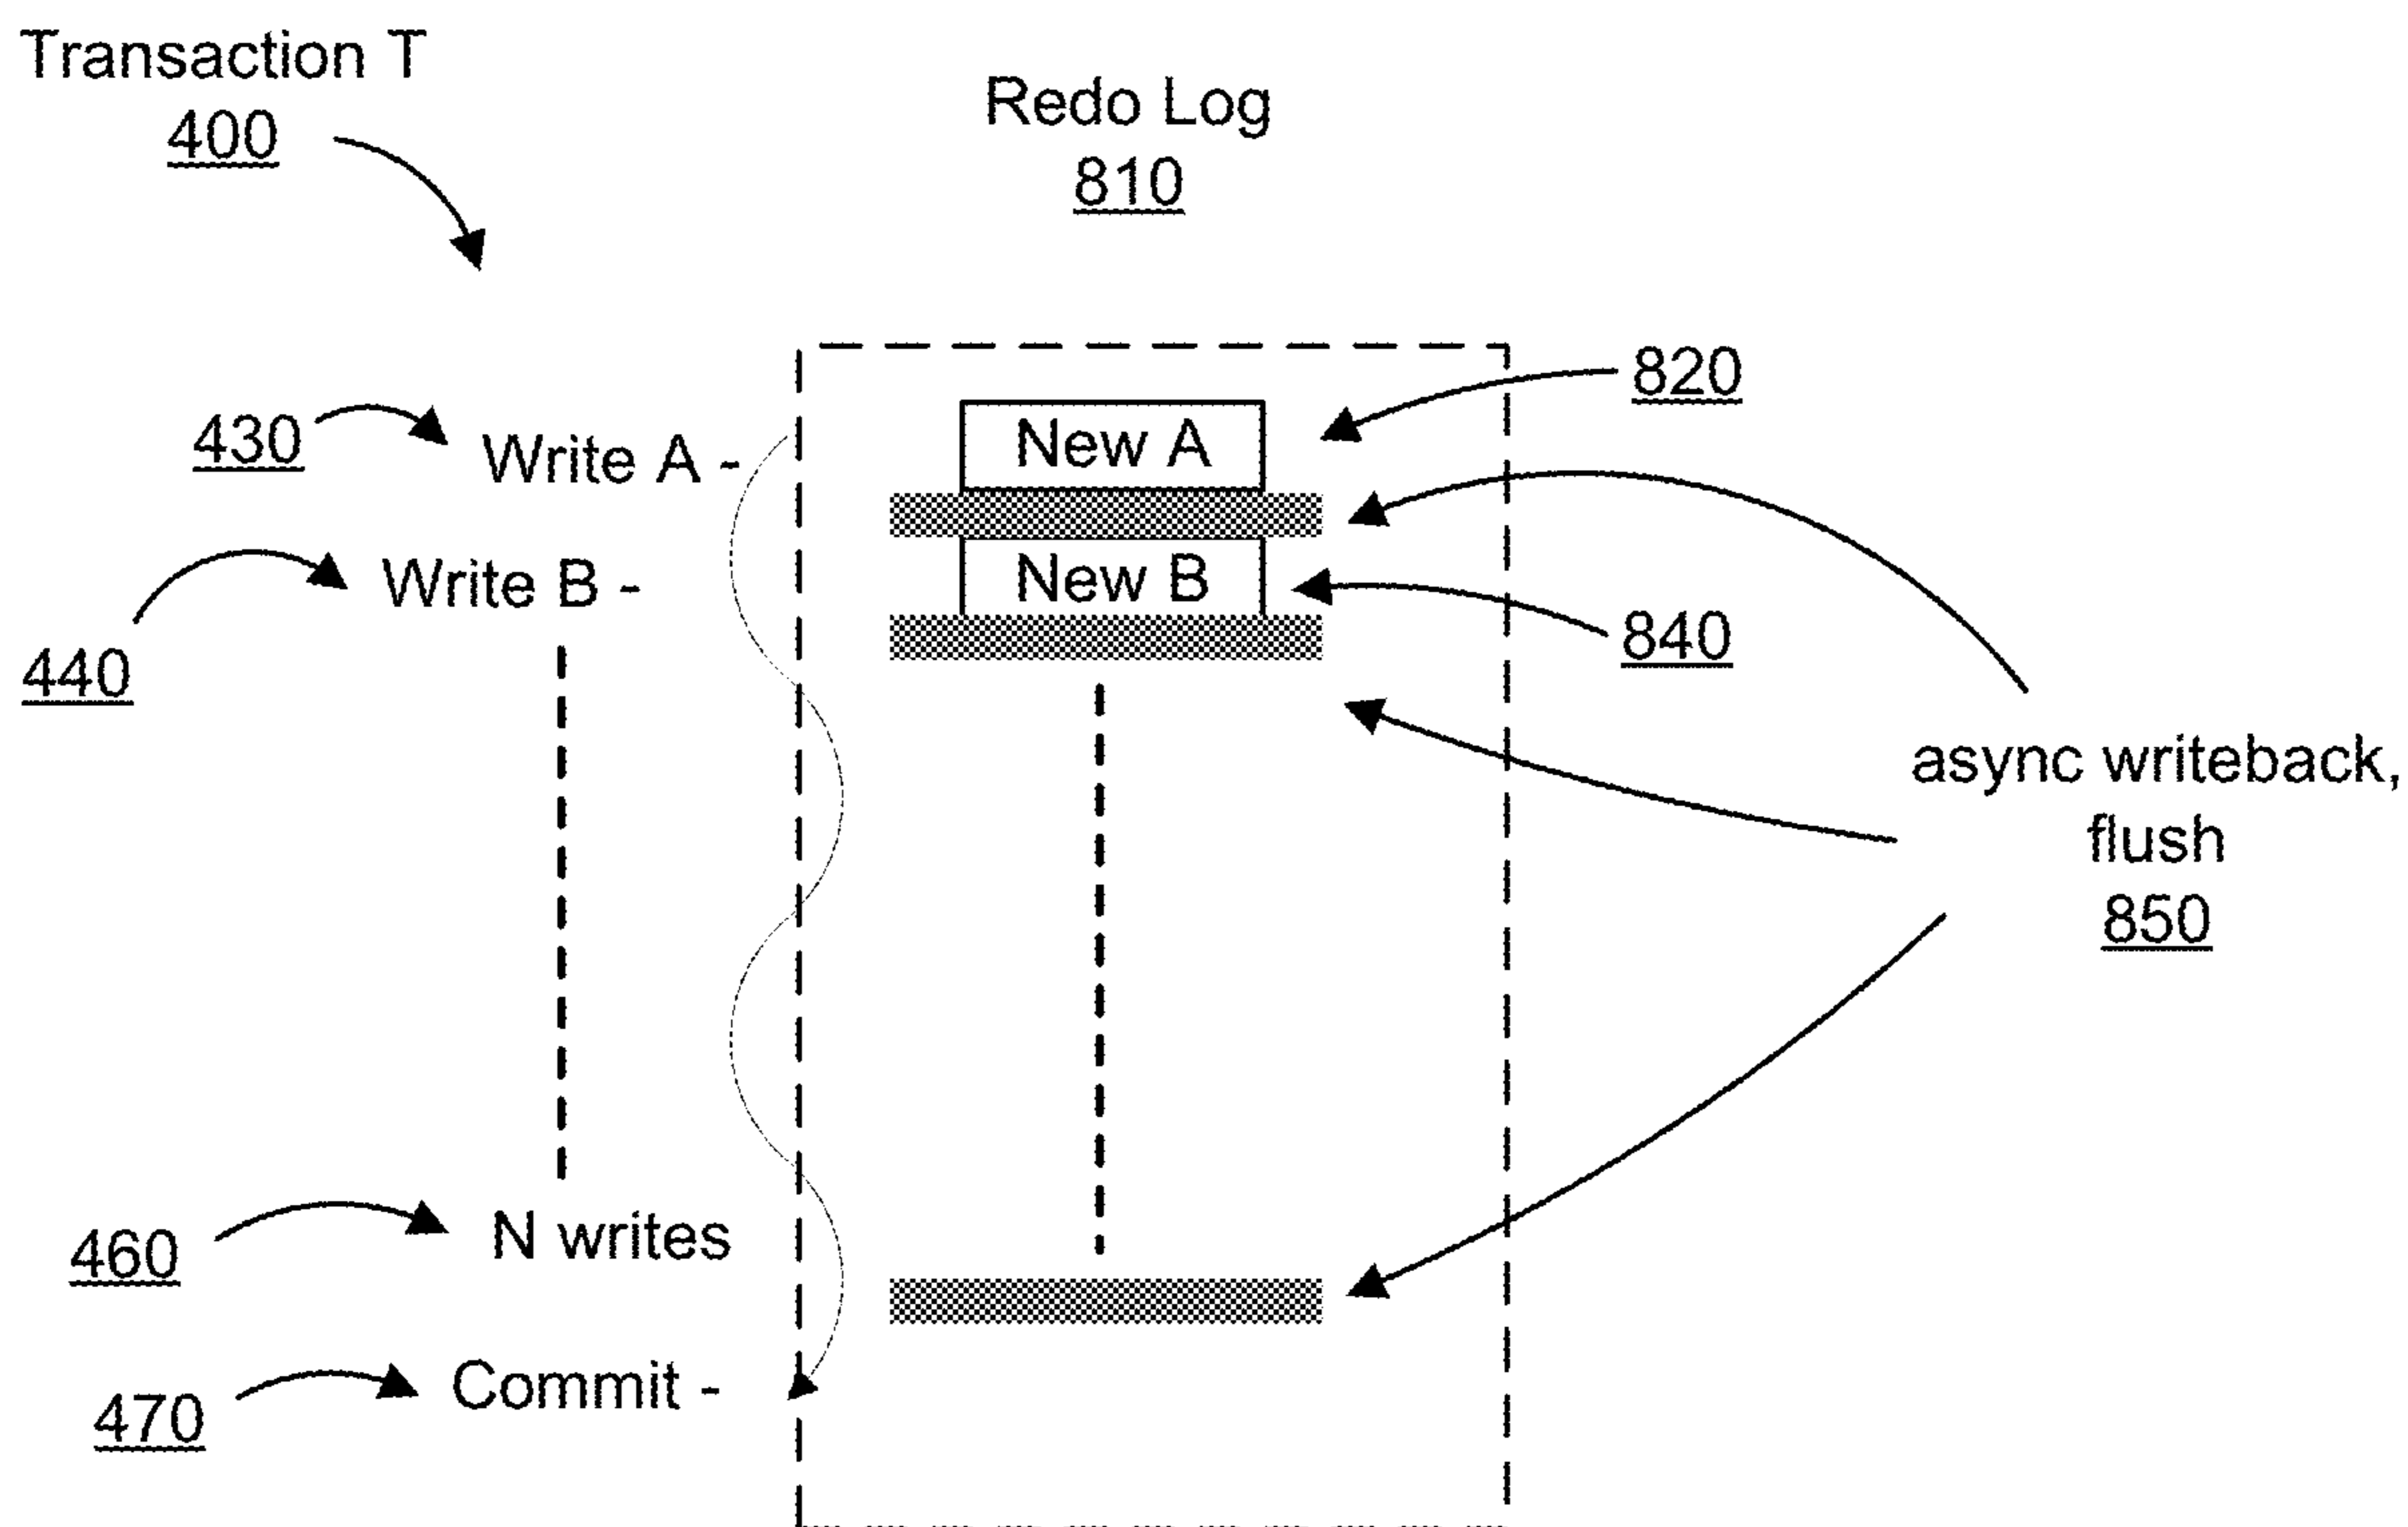 Transaction T
400
Redo Log
810
820
430
Write A -
New A
440
Write B -
New B
840
async writeback,
flush
850
460
N writes
470
Commit -